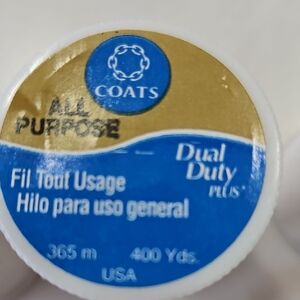 COATS
ALL
PURPOSE
Dual
Duty
PLUS
Fil Tout Usage
Hilo para uso general
365 m 400 Yds.
USA